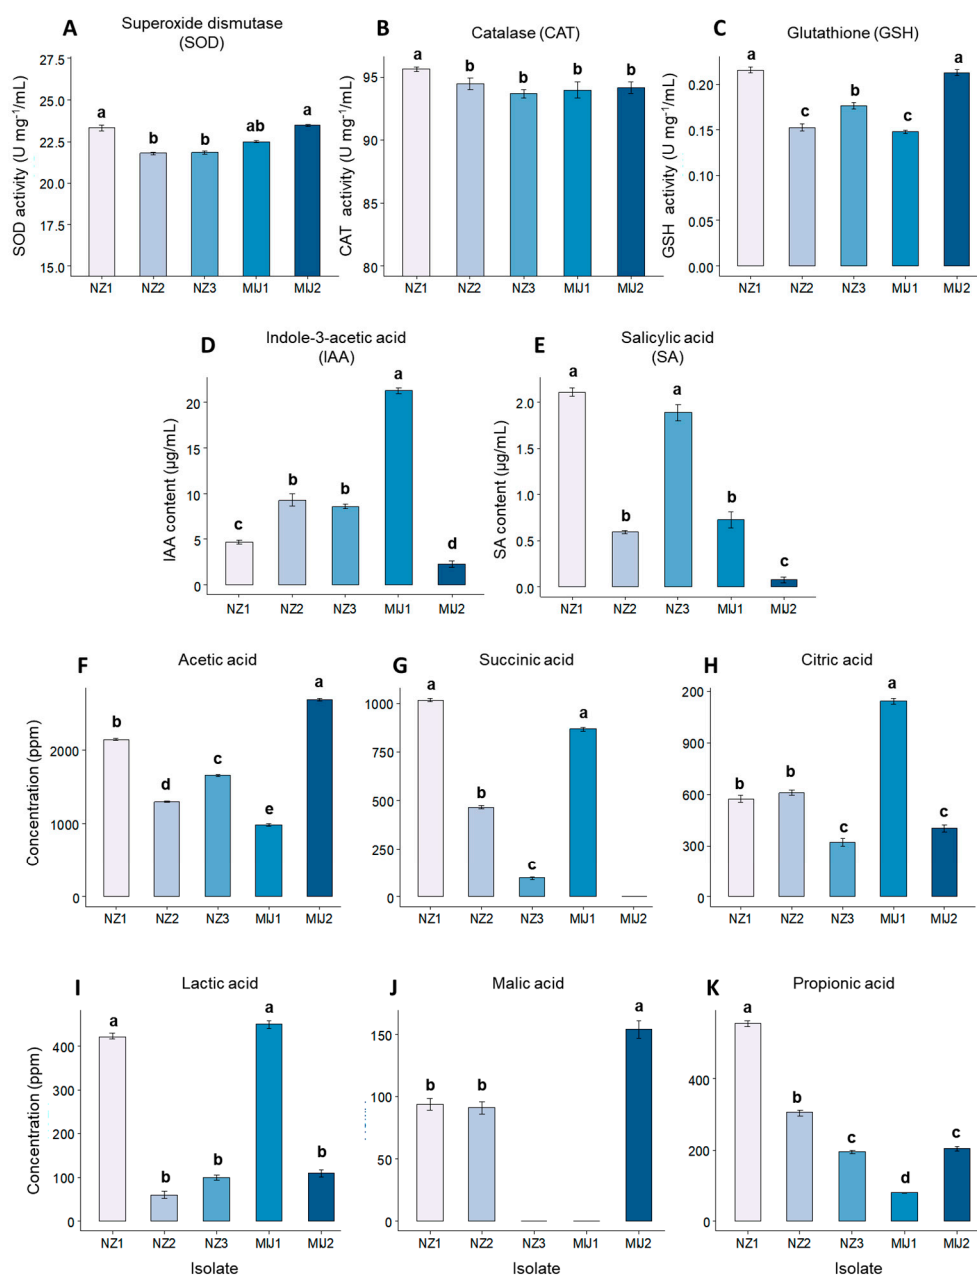 A
Superoxide dismutase
(SOD)
SOD activity (U mg⁻¹/mL)
27.5
25.0
22.5
20.0
17.5
15.0
a
b
b
ab
a
NZ1
NZ2
NZ3
MIJ1
MIJ2
B
Catalase (CAT)
CAT activity (U mg⁻¹/mL)
95
90
85
80
a
b
b
b
b
NZ1
NZ2
NZ3
MIJ1
MIJ2
C
Glutathione (GSH)
GSH activity (U mg⁻¹/mL)
0.20
0.15
0.10
0.05
0.00
a
c
b
c
a
NZ1
NZ2
NZ3
MIJ1
MIJ2
D
Indole-3-acetic acid
(IAA)
IAA content (µg/mL)
20
15
10
5
0
c
b
b
a
d
NZ1
NZ2
NZ3
MIJ1
MIJ2
E
Salicylic acid
(SA)
SA content (µg/mL)
2.0
1.5
1.0
0.5
0.0
a
b
a
b
c
NZ1
NZ2
NZ3
MIJ1
MIJ2
F
Acetic acid
Concentration (ppm)
2000
1000
0
b
d
c
e
a
NZ1
NZ2
NZ3
MIJ1
MIJ2
G
Succinic acid
1000
750
500
250
0
a
b
c
a
NZ1
NZ2
NZ3
MIJ1
MIJ2
H
Citric acid
200
900
600
300
0
b
b
c
a
c
NZ1
NZ2
NZ3
MIJ1
MIJ2
I
Lactic acid
Concentration (ppm)
400
300
200
100
0
a
b
b
a
b
NZ1
NZ2
NZ3
MIJ1
MIJ2
Isolate
J
Malic acid
150
100
50
0
b
b
a
NZ1
NZ2
NZ3
MIJ1
MIJ2
Isolate
K
Propionic acid
400
200
0
a
b
c
d
c
NZ1
NZ2
NZ3
MIJ1
MIJ2
Isolate